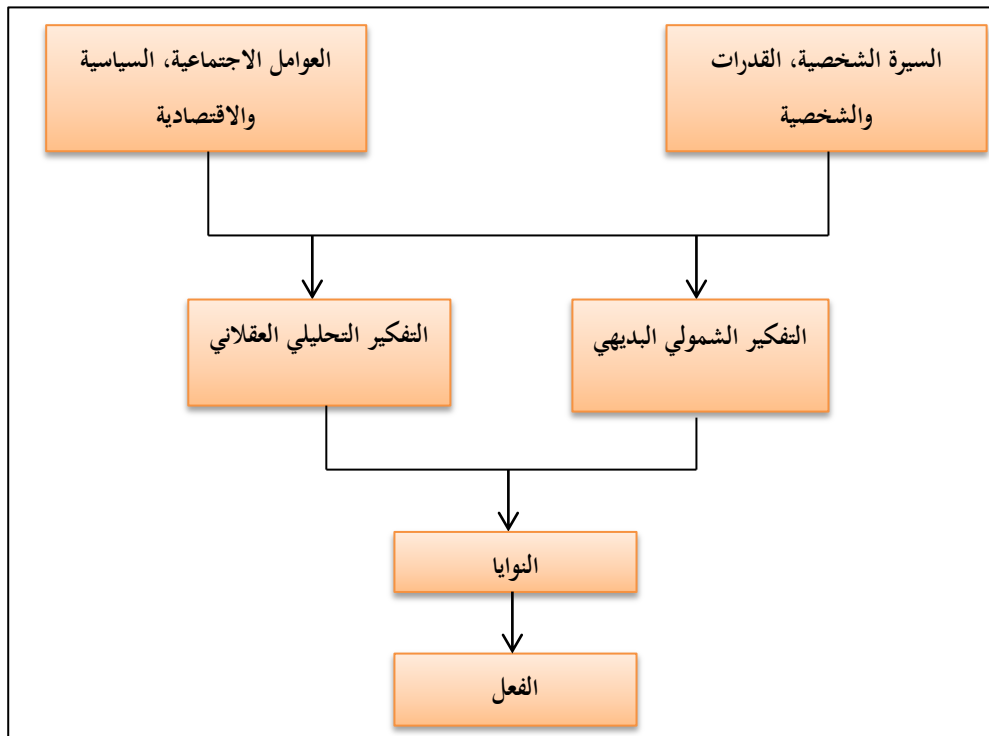 السيرة الشخصية، القدرات
والشخصية
العوامل الاجتماعية، السياسية
والاقتصادية
التفكير الشمولي البديهي
التفكير التحليلي العقلاني
النوايا
الفعل